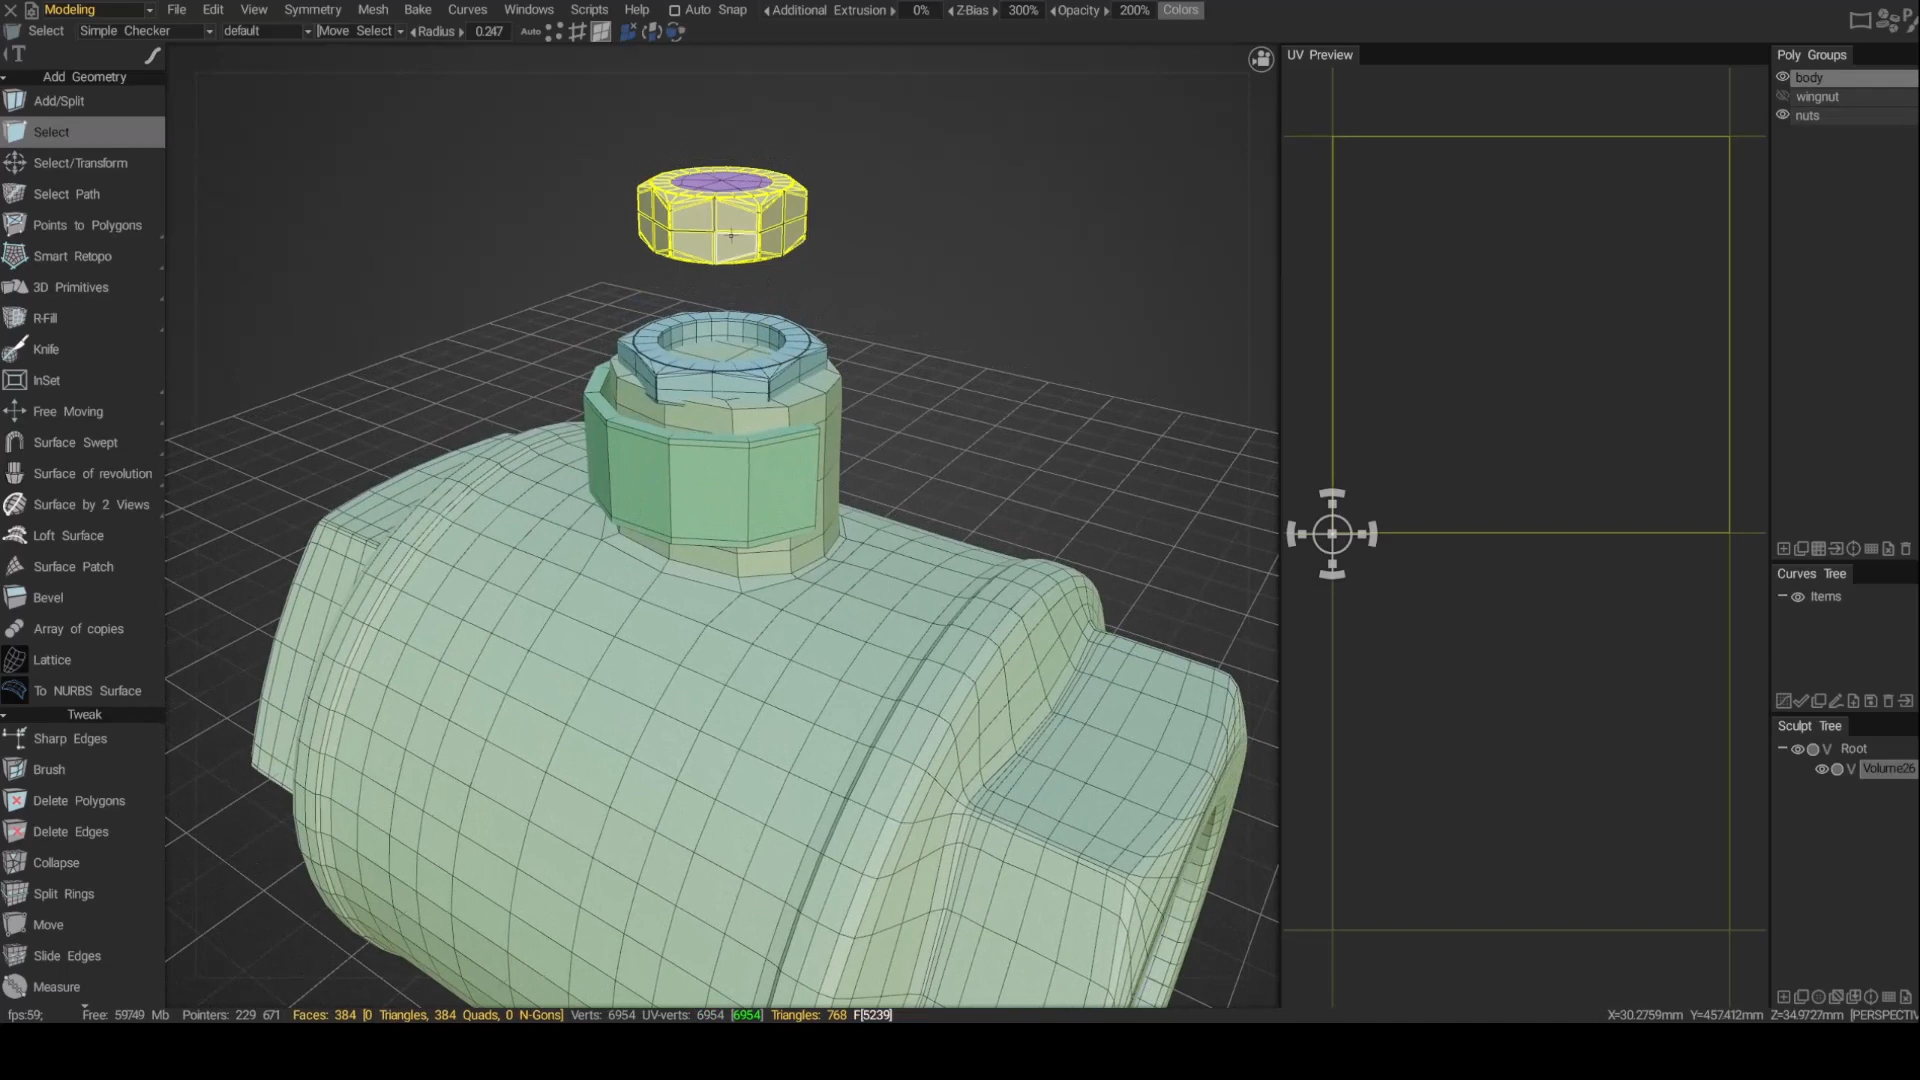 Modeling File Edit View Symmetry Mesh Bake Curves Windows Scripts Help Auto Snap Additional Extrusion 0% Z-Bias 300% Opacity 200% Colors
Select Simple Checker default Move Select Radius 0.247 Auto
T
UV Preview
Poly Groups
Add Geometry
Add/Split
Select
Select/Transform
Select Path
Points to Polygons
Smart Retopo
3D Primitives
R-Fill
Knife
InSet
Free Moving
Surface Swept
Surface of revolution
Surface by 2 Views
Loft Surface
Surface Patch
Bevel
Array of copies
Lattice
To NURBS Surface
Tweak
Sharp Edges
Brush
Delete Polygons
Delete Edges
Collapse
Split Rings
Move
Slide Edges
Measure
body
wingnut
nuts
Curves Tree
Items
Sculpt Tree
V Root
V Volume26
fps:59; Free: 59749 Mb Pointers: 229 671 Faces: 384 [0 Triangles, 384 Quads, 0 N-Gons] Verts: 6954 UV-verts: 6954 [6954] Triangles: 768 F[5239] X=30.2759mm Y=457.412mm Z=34.9727mm [PERSPECTIV